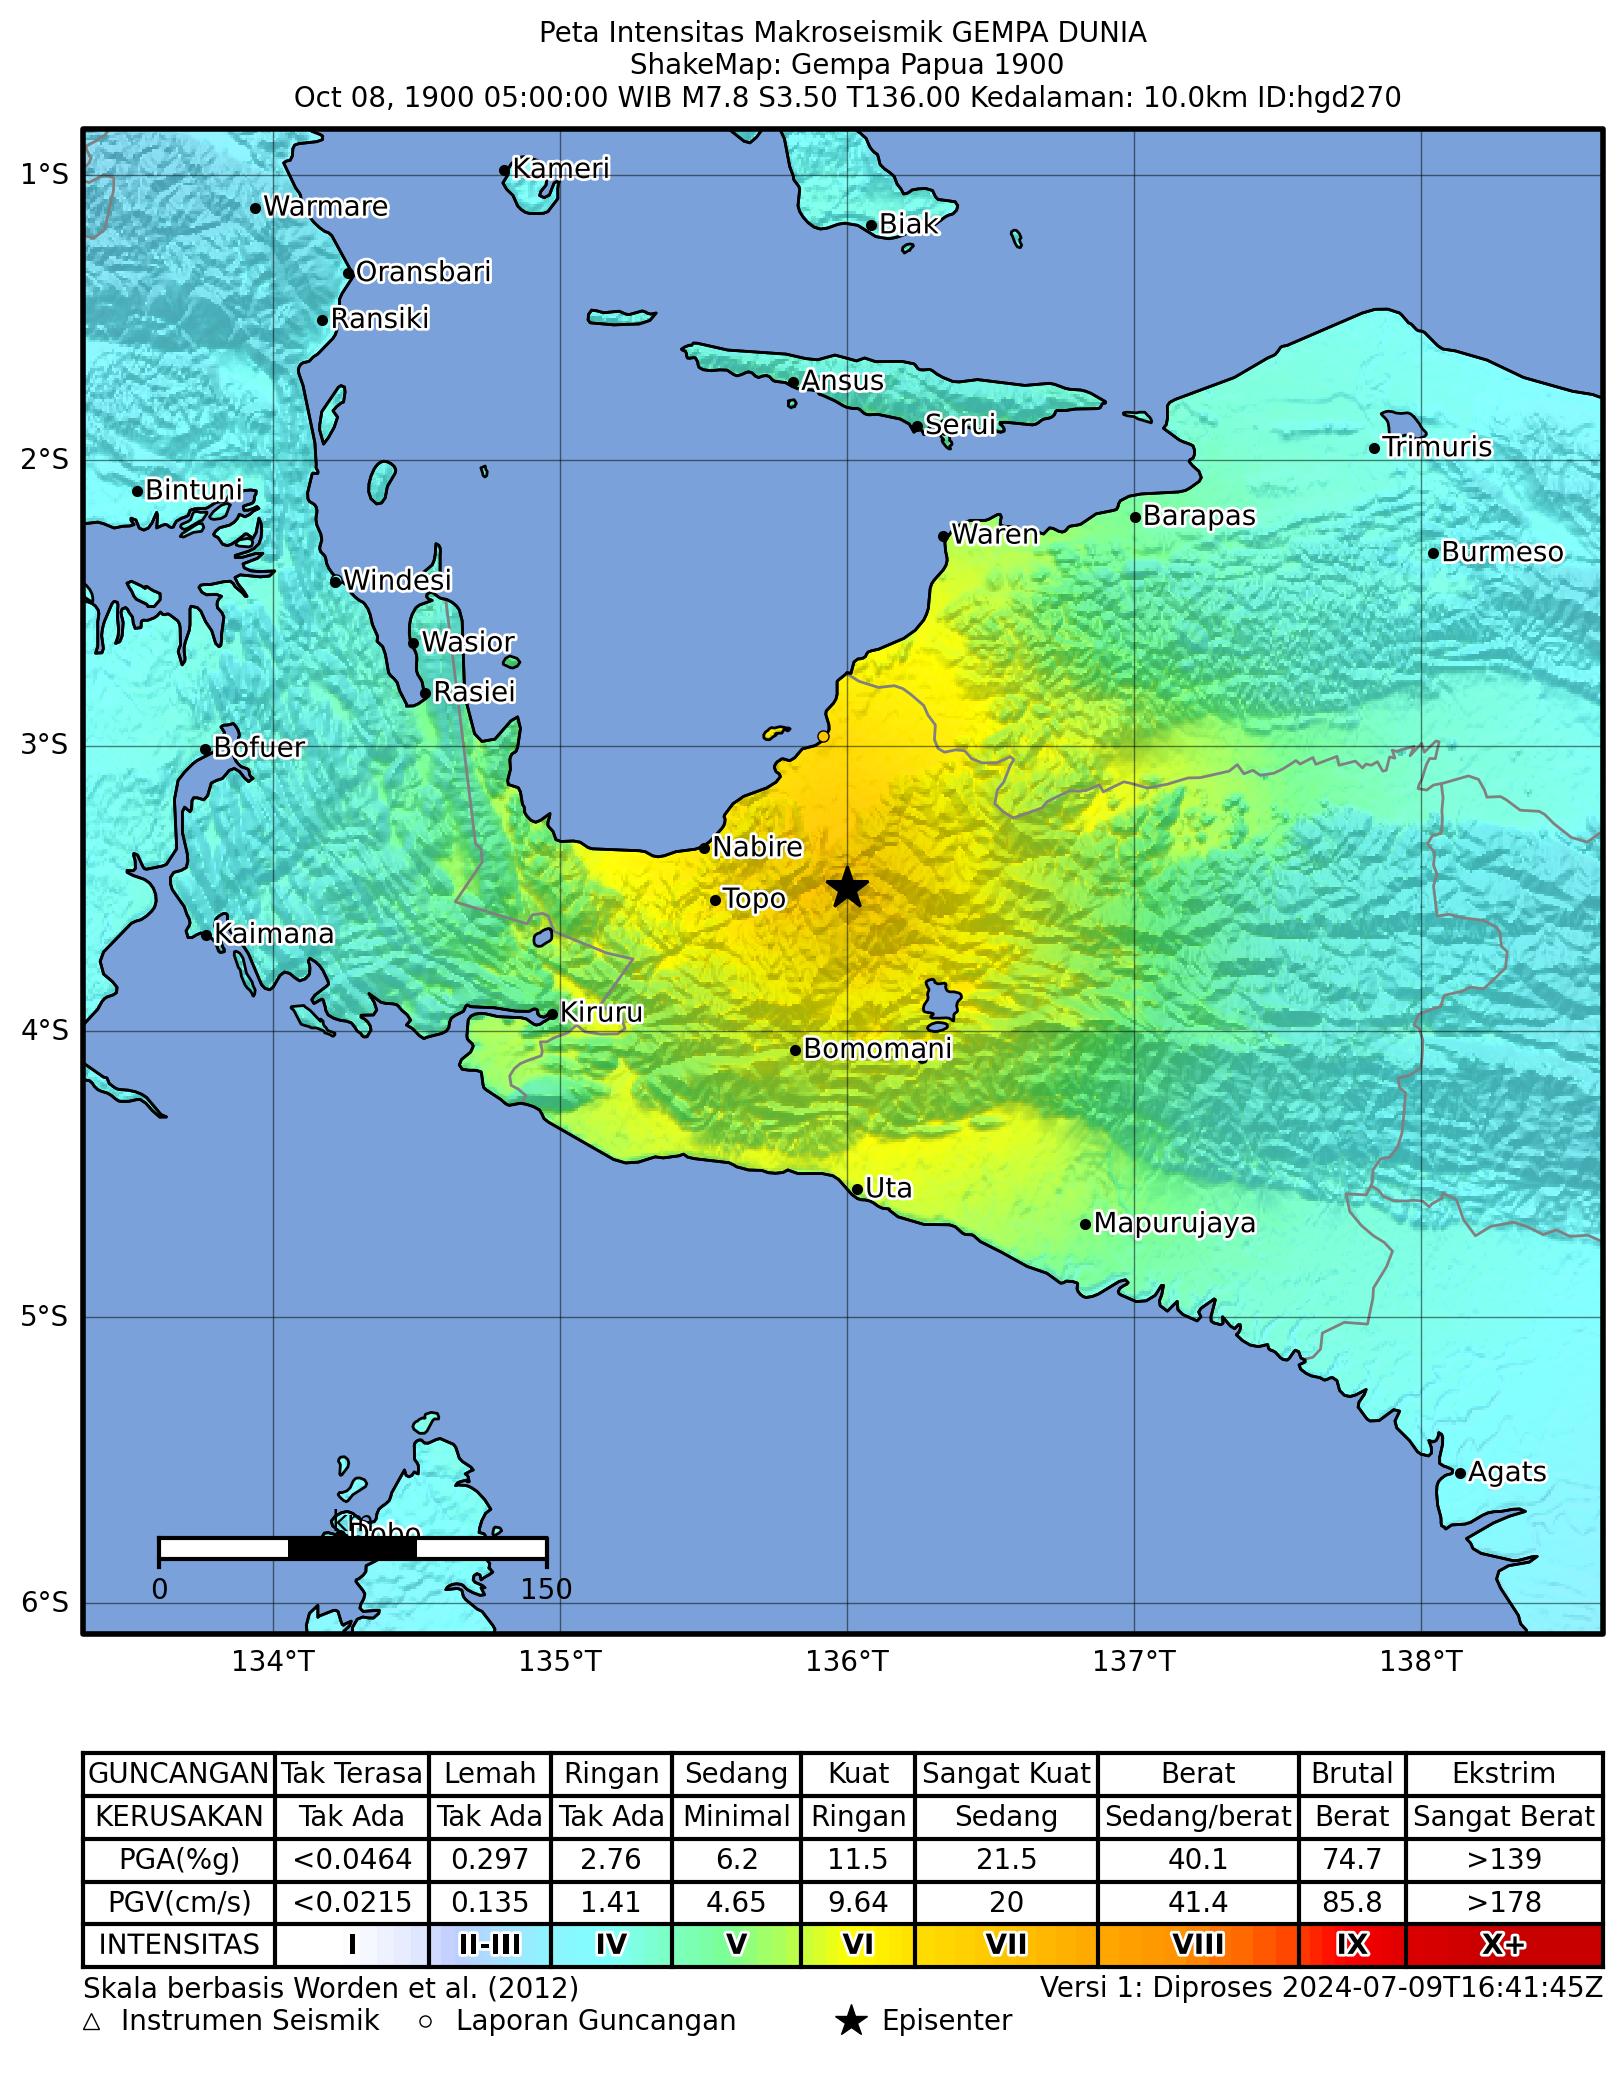 Peta Intensitas Makroseismik GEMPA DUNIA
ShakeMap: Gempa Papua 1900
Oct 08, 1900 05:00:00 WIB M7.8 S3.50 T136.00 Kedalaman: 10.0km ID:hgd270
1°S
Kameri
Warmare
Biak
Oransbari
Ransiki
Ansus
Serui
Trimuris
2°S
Bintuni
Barapas
Waren
Burmeso
Windesi
Wasior
Rasiei
3°S
Bofuer
Nabire
Topo
Kaimana
Kiruru
4°S
Bomomani
Uta
Mapurujaya
5°S
Agats
km
Dobo
0 150
6°S
134°T 135°T 136°T 137°T 138°T
GUNCANGAN Tak Terasa Lemah Ringan Sedang Kuat Sangat Kuat Berat Brutal Ekstrim
KERUSAKAN Tak Ada Tak Ada Tak Ada Minimal Ringan Sedang Sedang/berat Berat Sangat Berat
PGA(%g) <0.0464 0.297 2.76 6.2 11.5 21.5 40.1 74.7 >139
PGV(cm/s) <0.0215 0.135 1.41 4.65 9.64 20 41.4 85.8 >178
INTENSITAS I II-III IV V VI VII VIII IX X+
Skala berbasis Worden et al. (2012) Versi 1: Diproses 2024-07-09T16:41:45Z
Instrumen Seismik Laporan Guncangan Episenter